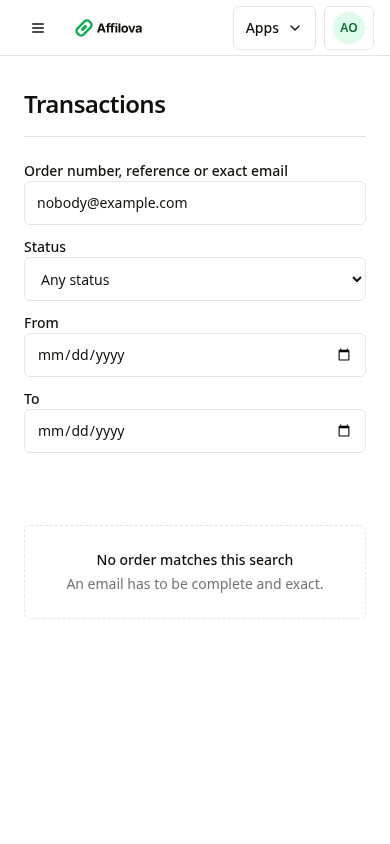 Affilova
Apps
AO
Transactions
Order number, reference or exact email
nobody@example.com
Status
Any status
From
mm/dd/yyyy
To
mm/dd/yyyy
No order matches this search
An email has to be complete and exact.